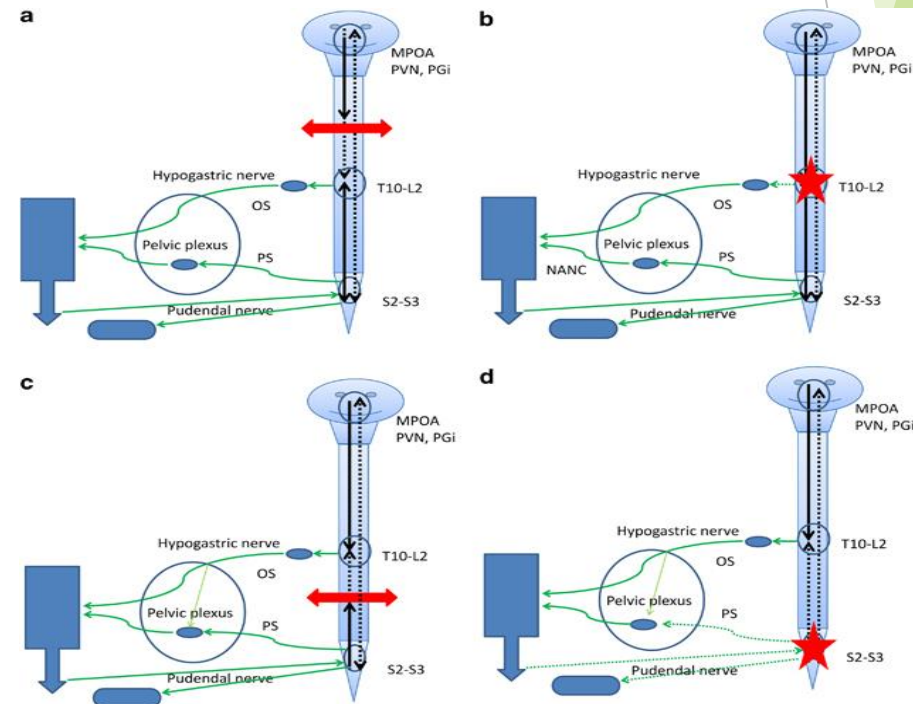 a
MPOA
PVN, PGi
Hypogastric nerve
T10-L2
OS
Pelvic plexus
PS
S2-S3
Pudendal nerve
b
MPOA
PVN, PGi
Hypogastric nerve
T10-L2
OS
Pelvic plexus
PS
NANC
S2-S3
Pudendal nerve
c
MPOA
PVN, PGi
Hypogastric nerve
T10-L2
OS
Pelvic plexus
PS
S2-S3
Pudendal nerve
d
MPOA
PVN, PGi
Hypogastric nerve
T10-L2
OS
Pelvic plexus
PS
S2-S3
Pudendal nerve